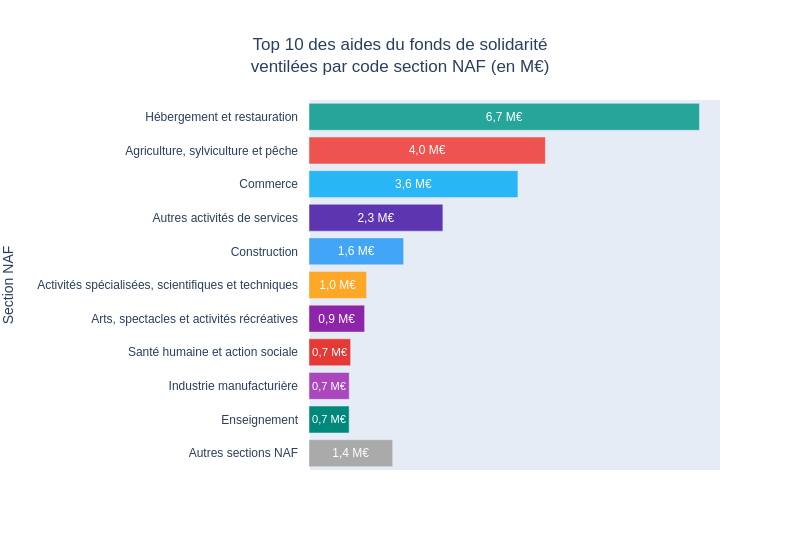 Top 10 des aides du fonds de solidarité
ventilées par code section NAF (en M€)
Section NAF
Hébergement et restauration 6,7 M€
Agriculture, sylviculture et pêche 4,0 M€
Commerce 3,6 M€
Autres activités de services 2,3 M€
Construction 1,6 M€
Activités spécialisées, scientifiques et techniques 1,0 M€
Arts, spectacles et activités récréatives 0,9 M€
Santé humaine et action sociale 0,7 M€
Industrie manufacturière 0,7 M€
Enseignement 0,7 M€
Autres sections NAF 1,4 M€